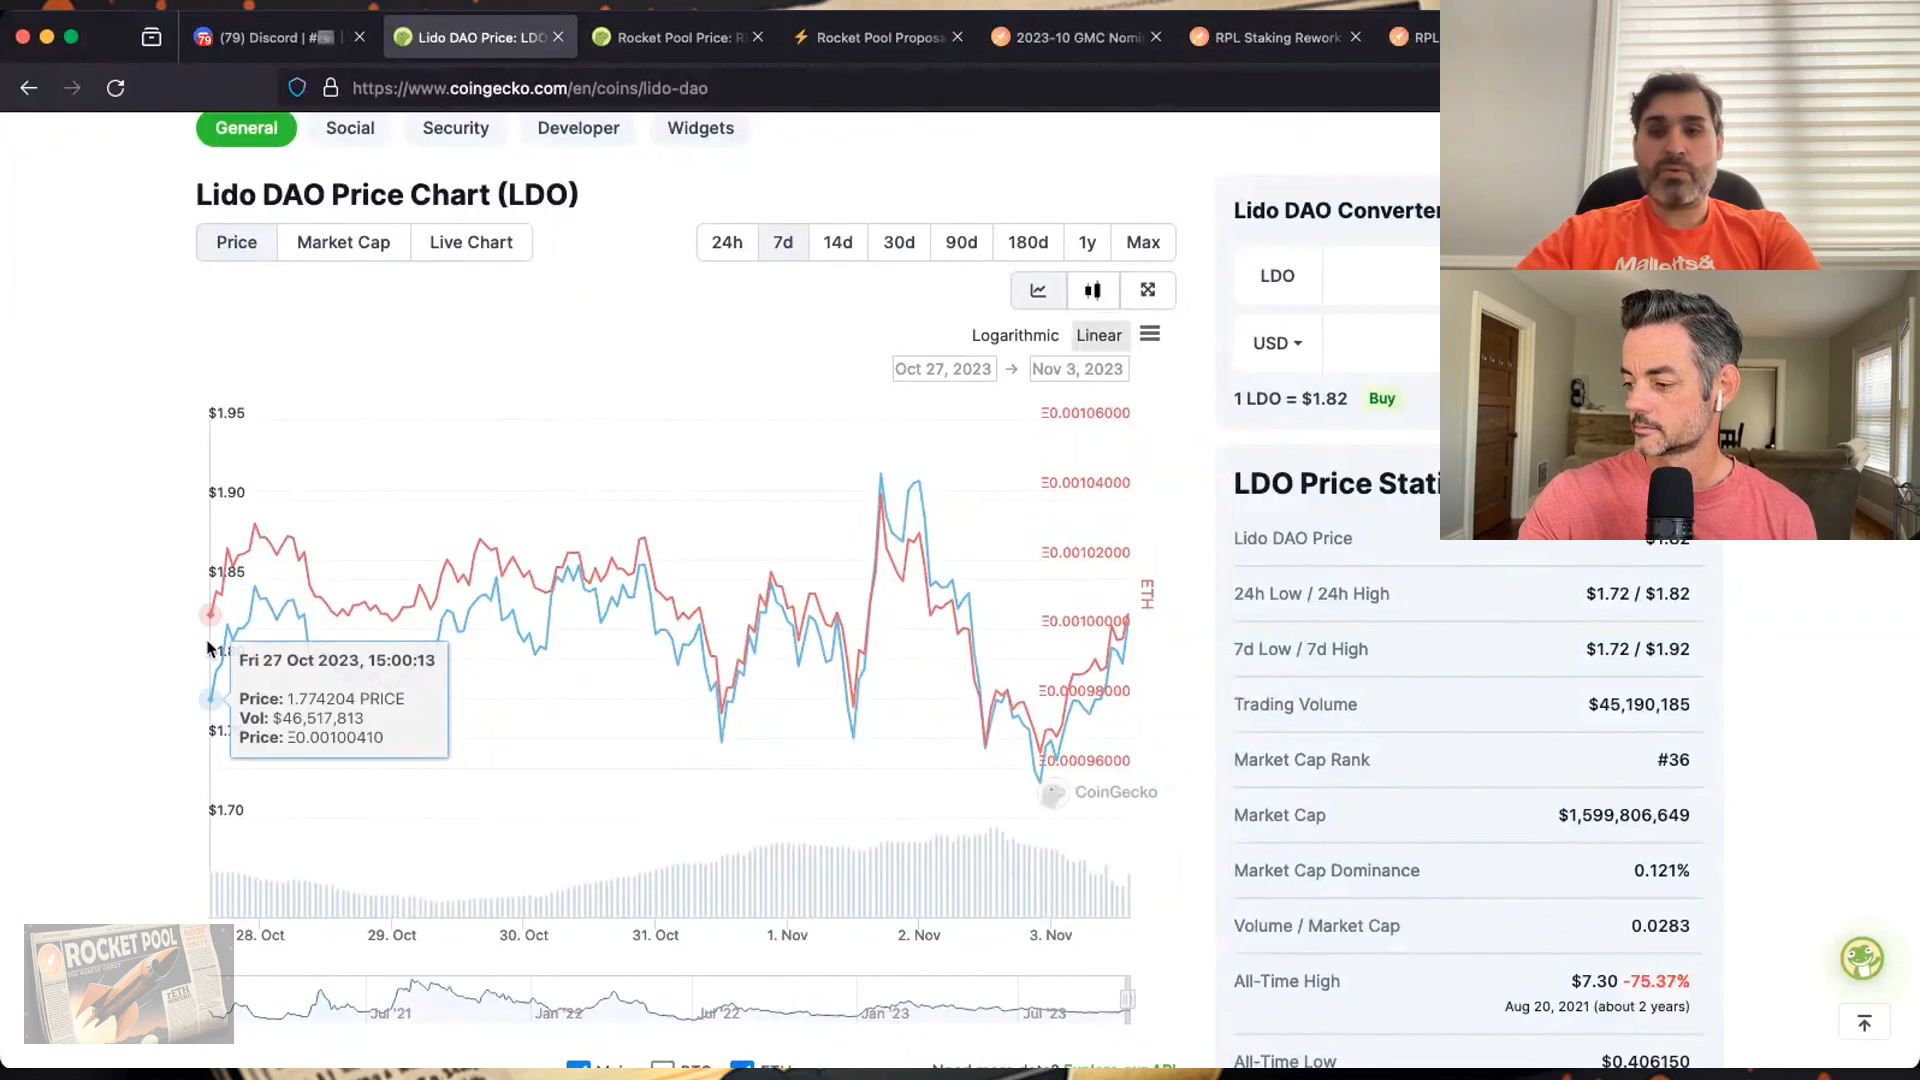 79 (79) Discord | #
Lido DAO Price: LDO
Rocket Pool Price: R
Rocket Pool Proposa
2023-10 GMC Nomi
RPL Staking Rework
RPL
https://www.coingecko.com/en/coins/lido-dao
General Social Security Developer Widgets
Lido DAO Price Chart (LDO)
Price Market Cap Live Chart
24h 7d 14d 30d 90d 180d 1y Max
Logarithmic Linear
Oct 27, 2023 → Nov 3, 2023
$1.95
$1.90
$1.85
$1.70
Ξ0.00106000
Ξ0.00104000
Ξ0.00102000
Ξ0.00100000
Ξ0.00098000
Ξ0.00096000
ETH
Fri 27 Oct 2023, 15:00:13
Price: 1.774204 PRICE
Vol: $46,517,813
Price: Ξ0.00100410
CoinGecko
28. Oct 29. Oct 30. Oct 31. Oct 1. Nov 2. Nov 3. Nov
Jul '21 Jan '22 Jul '22 Jan '23 Jul '23
Lido DAO Converter
LDO
USD
1 LDO = $1.82 Buy
LDO Price Stati
Lido DAO Price $1.82
24h Low / 24h High $1.72 / $1.82
7d Low / 7d High $1.72 / $1.92
Trading Volume $45,190,185
Market Cap Rank #36
Market Cap $1,599,806,649
Market Cap Dominance 0.121%
Volume / Market Cap 0.0283
All-Time High $7.30 -75.37%
Aug 20, 2021 (about 2 years)
All-Time Low $0.406150
ROCKET POOL
rETH
Malletts&